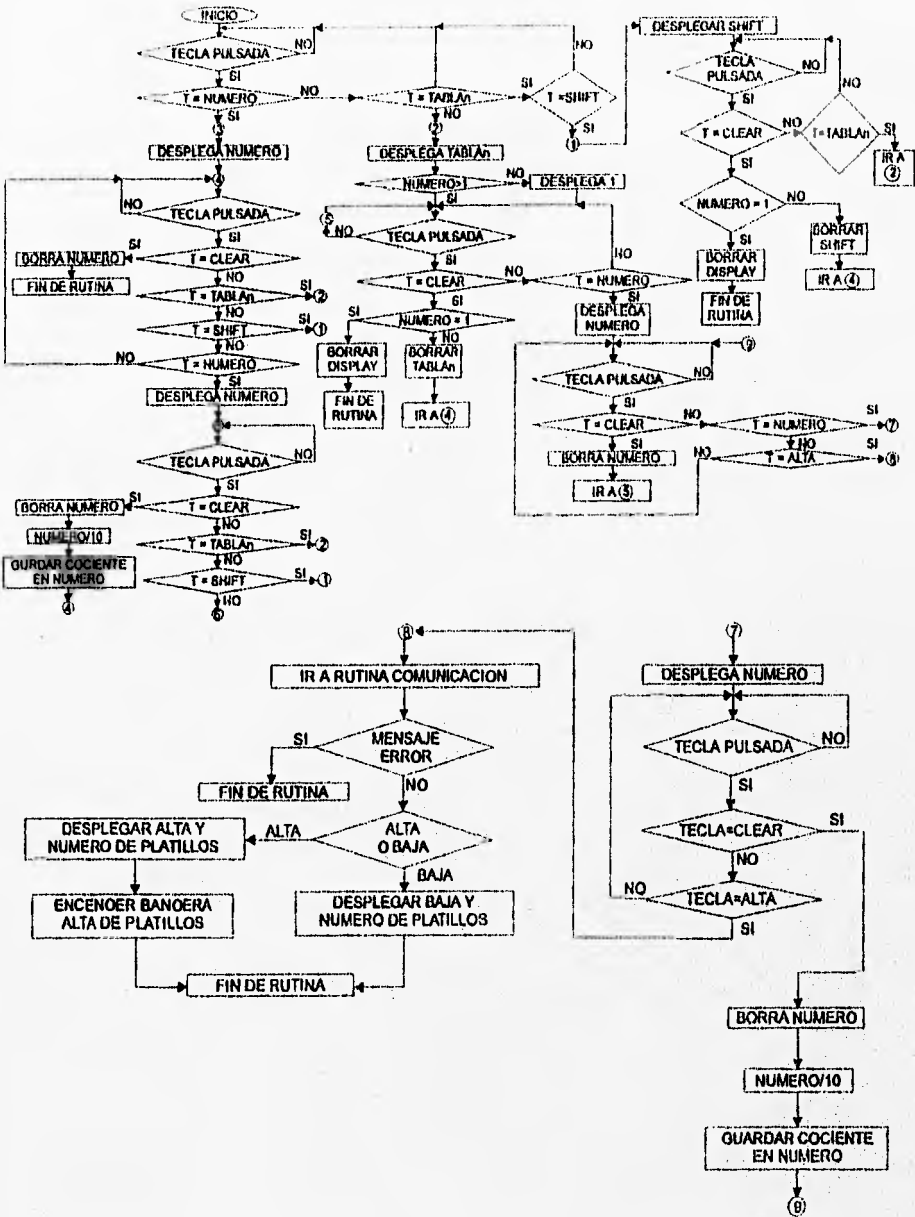 INICIO
TECLA PULSADA
NO
SI
T = NUMERO
NO
SI
③
DESPLEGA NUMERO
④
TECLA PULSADA
NO
SI
T = CLEAR
SI
BORRA NUMERO
FIN DE RUTINA
NO
T = TABLAn
SI
②
NO
T = SHIFT
SI
①
NO
T = NUMERO
NO
SI
DESPLEGA NUMERO
TECLA PULSADA
NO
SI
T = CLEAR
SI
BORRA NUMERO
NUMERO/10
GURDAR COCIENTE
EN NUMERO
④
NO
T = TABLAn
SI
②
NO
T = SHIFT
SI
①
NO
⑥
T = TABLAn
SI
NO
②
T =SHIFT
NO
SI
①
DESPLEGA TABLAn
NUMERO>1
NO
DESPLEGA 1
SI
⑤
TECLA PULSADA
NO
SI
T = CLEAR
NO
SI
NUMERO = 1
SI
BORRAR
DISPLAY
FIN DE
RUTINA
NO
BORRAR
TABLAn
IR A ④
T = NUMERO
NO
SI
DESPLEGA
NUMERO
⑨
TECLA PULSADA
NO
SI
T = CLEAR
NO
SI
BORRA NUMERO
IR A ⑤
T = NUMERO
SI
⑦
NO
T = ALTA
SI
⑧
NO
DESPLEGAR SHIFT
TECLA
PULSADA
NO
SI
T = CLEAR
NO
T=TABLAn
NO
SI
IR A
②
SI
NUMERO = 1
NO
BORRAR
SHIFT
IR A ④
SI
BORRAR
DISPLAY
FIN DE
RUTINA
⑧
IR A RUTINA COMUNICACION
MENSAJE
ERROR
SI
FIN DE RUTINA
NO
ALTA
O BAJA
ALTA
DESPLEGAR ALTA Y
NUMERO DE PLATILLOS
ENCENOER BANOERA
ALTA DE PLATILLOS
BAJA
DESPLEGAR BAJA Y
NUMERO DE PLATILLOS
FIN DE RUTINA
⑦
DESPLEGA NUMERO
TECLA PULSADA
NO
SI
TECLA=CLEAR
SI
NO
TECLA=ALTA
NO
SI
BORRA NUMERO
NUMERO/10
GUARDAR COCIENTE
EN NUMERO
⑨